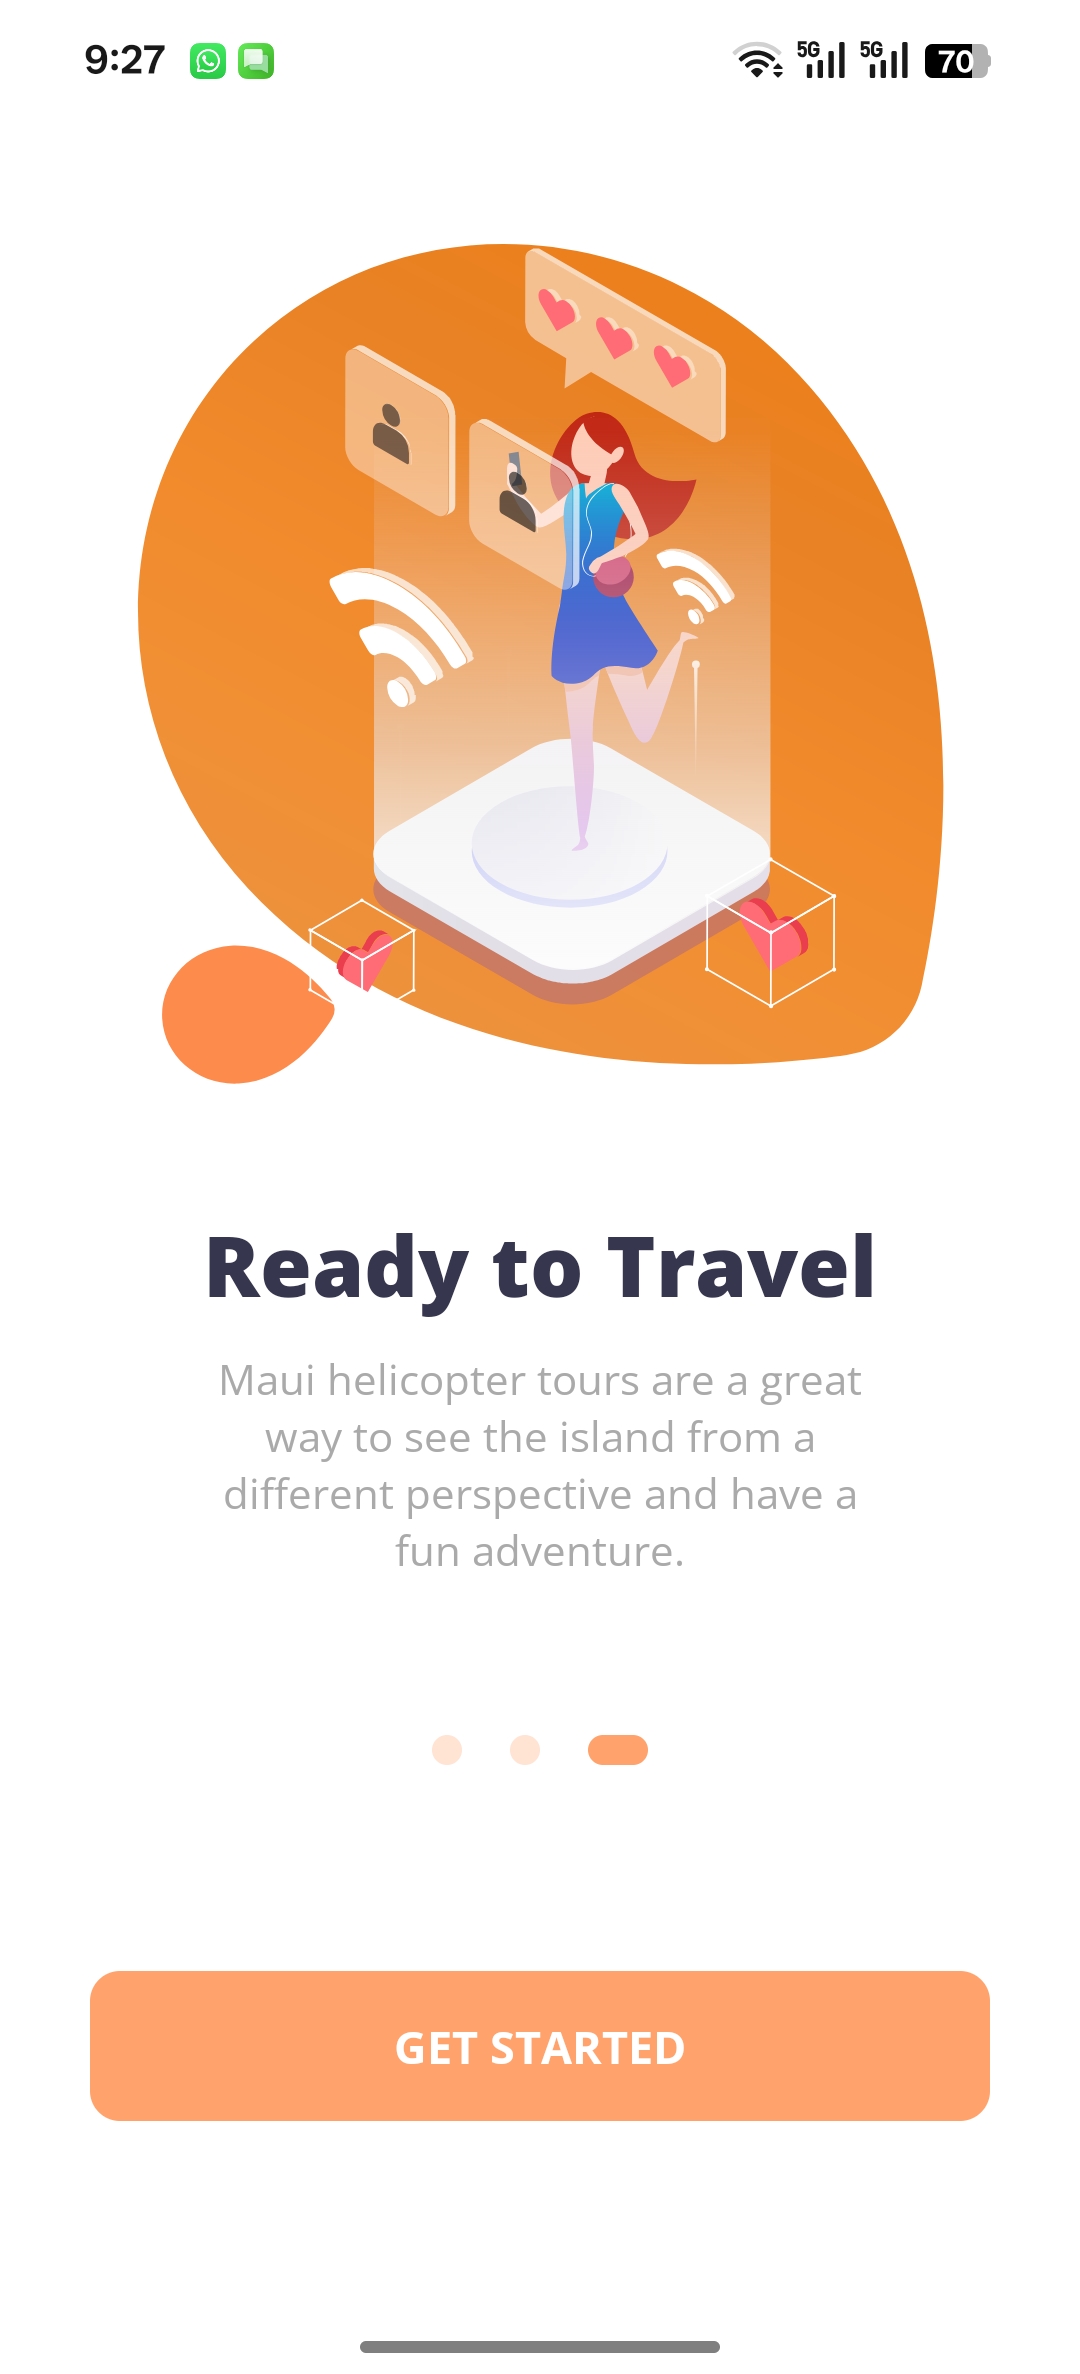 9:27
5G 5G 70
Ready to Travel
Maui helicopter tours are a great
way to see the island from a
different perspective and have a
fun adventure.
GET STARTED